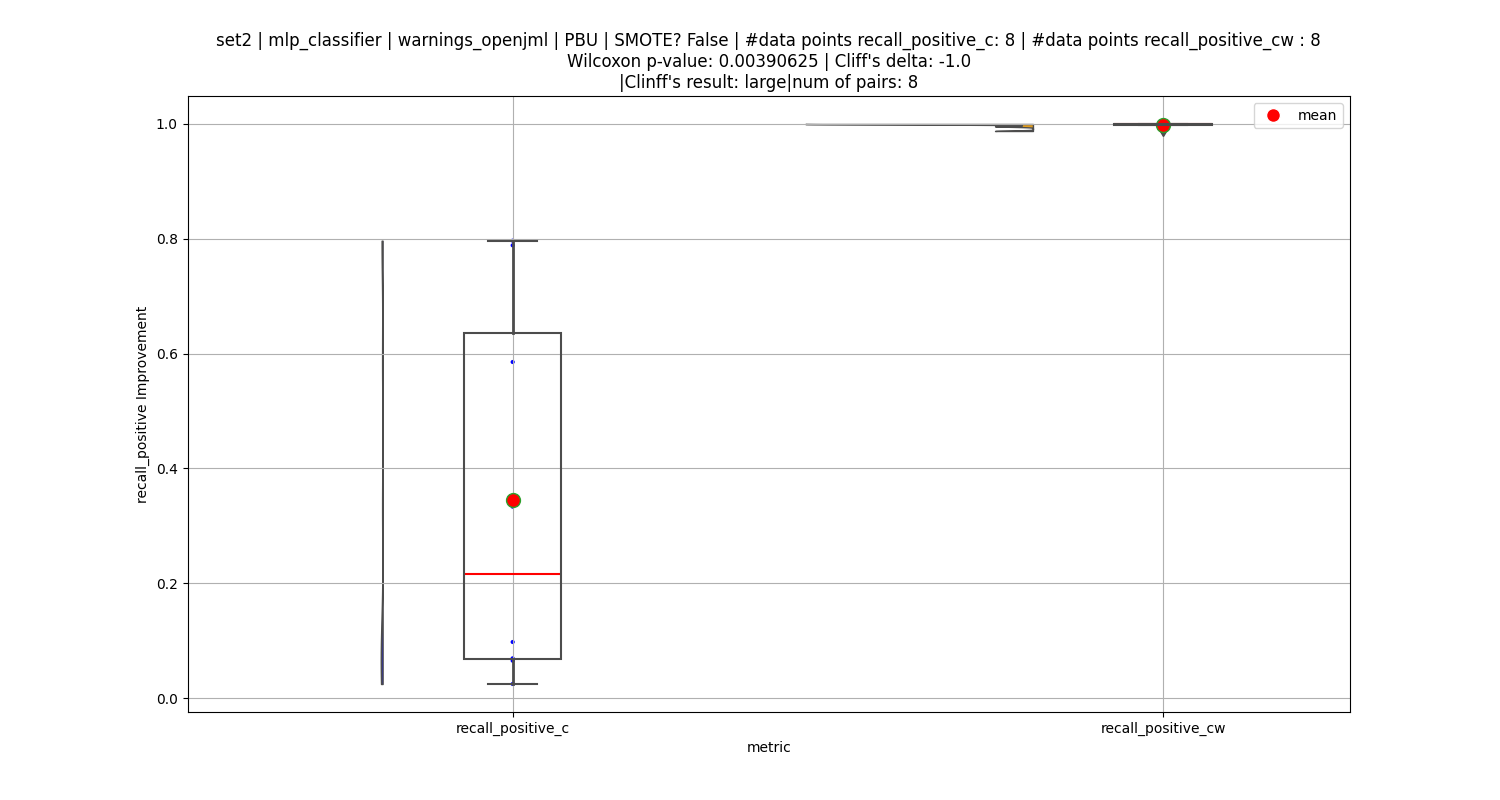 set2 | mlp_classifier | warnings_openjml | PBU | SMOTE? False | #data points recall_positive_c: 8 | #data points recall_positive_cw : 8
Wilcoxon p-value: 0.00390625 | Cliff's delta: -1.0
|Clinff's result: large|num of pairs: 8
mean
1.0
0.8
0.6
0.4
0.2
0.0
recall_positive Improvement
recall_positive_c
recall_positive_cw
metric